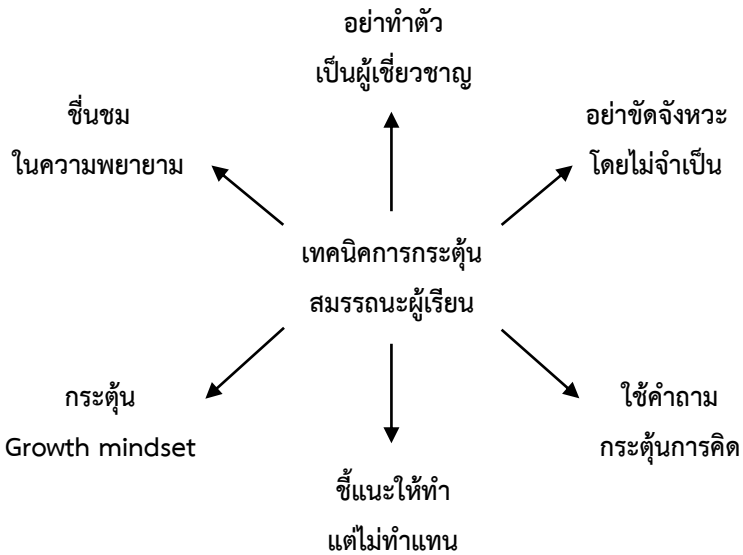 อย่าทำตัว
เป็นผู้เชี่ยวชาญ
ชื่นชม
ในความพยายาม
อย่าขัดจังหวะ
โดยไม่จำเป็น
เทคนิคการกระตุ้น
สมรรถนะผู้เรียน
กระตุ้น
Growth mindset
ใช้คำถาม
กระตุ้นการคิด
ชี้แนะให้ทำ
แต่ไม่ทำแทน